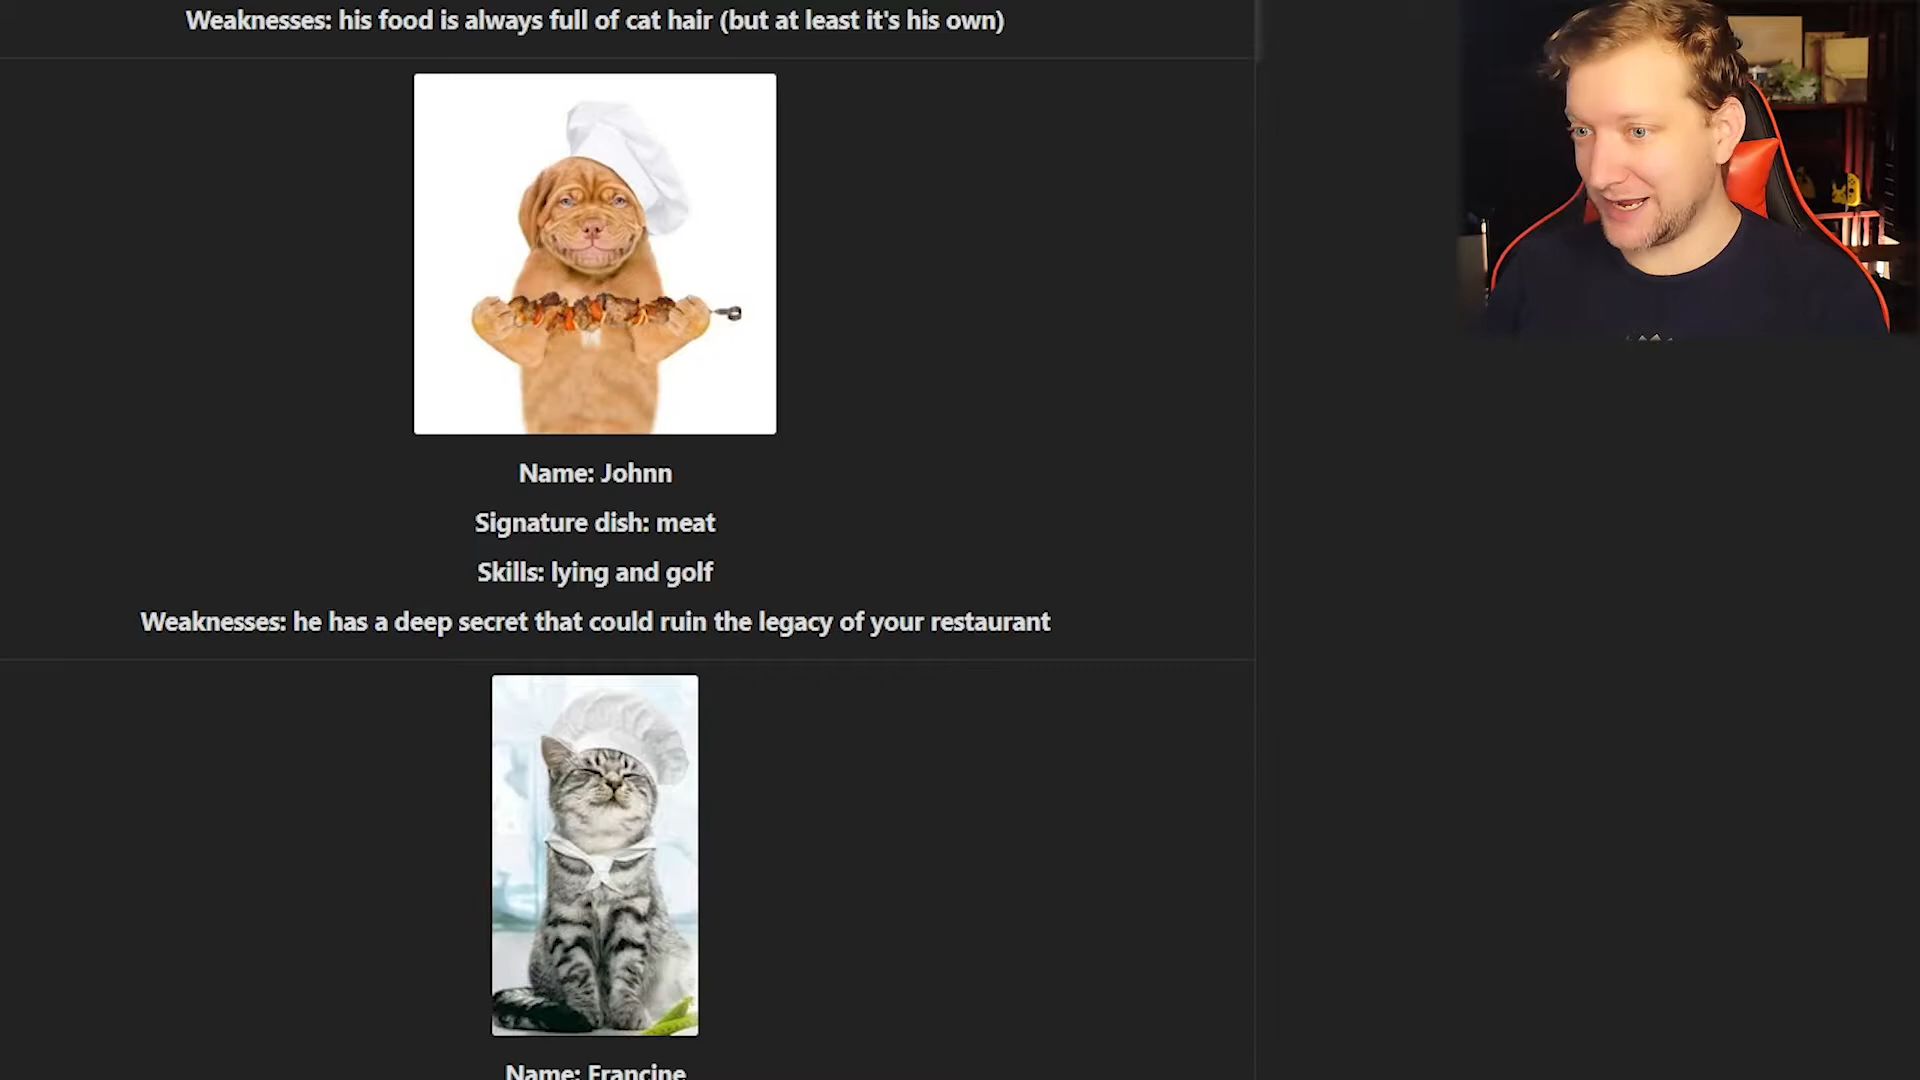 Weaknesses: his food is always full of cat hair (but at least it's his own)
Name: Johnn
Signature dish: meat
Skills: lying and golf
Weaknesses: he has a deep secret that could ruin the legacy of your restaurant
Name: Francine